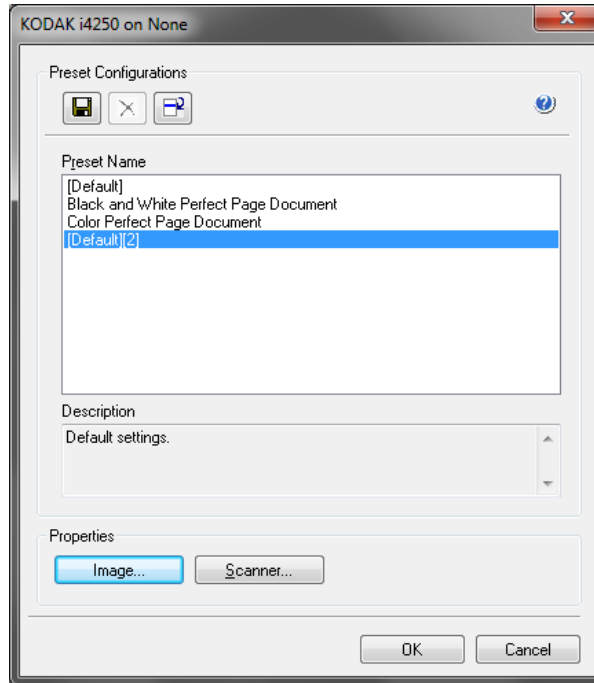 KODAK i4250 on None
Preset Configurations
Preset Name
[Default]
Black and White Perfect Page Document
Color Perfect Page Document
[Default][2]
Description
Default settings.
Properties
Image...
Scanner...
OK
Cancel